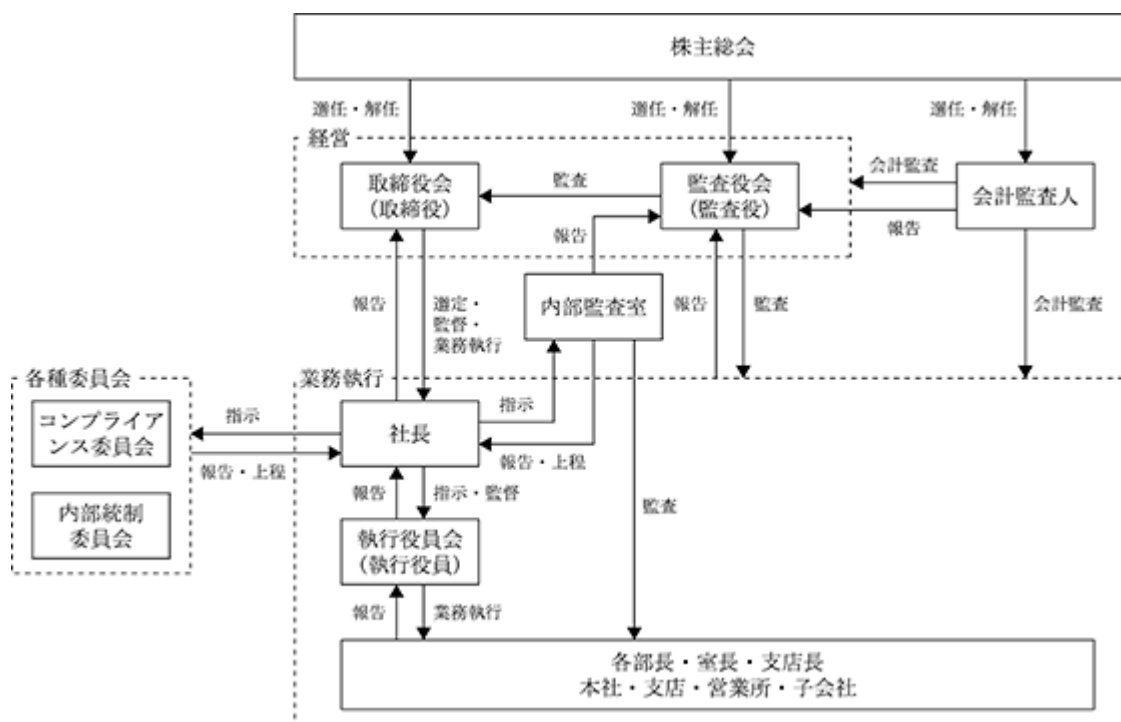 株主総会
選任・解任
選任・解任
選任・解任
経営
取締役会
(取締役)
監査
監査役会
(監査役)
会計監査
報告
会計監査人
報告
報告
選定・
監督・
業務執行
内部監査室
報告
監査
会計監査
各種委員会
業務執行
コンプライア
ンス委員会
指示
報告・上程
社長
指示
報告・上程
内部統制
委員会
報告
指示・監督
監査
執行役員会
(執行役員)
報告
業務執行
各部長・室長・支店長
本社・支店・営業所・子会社